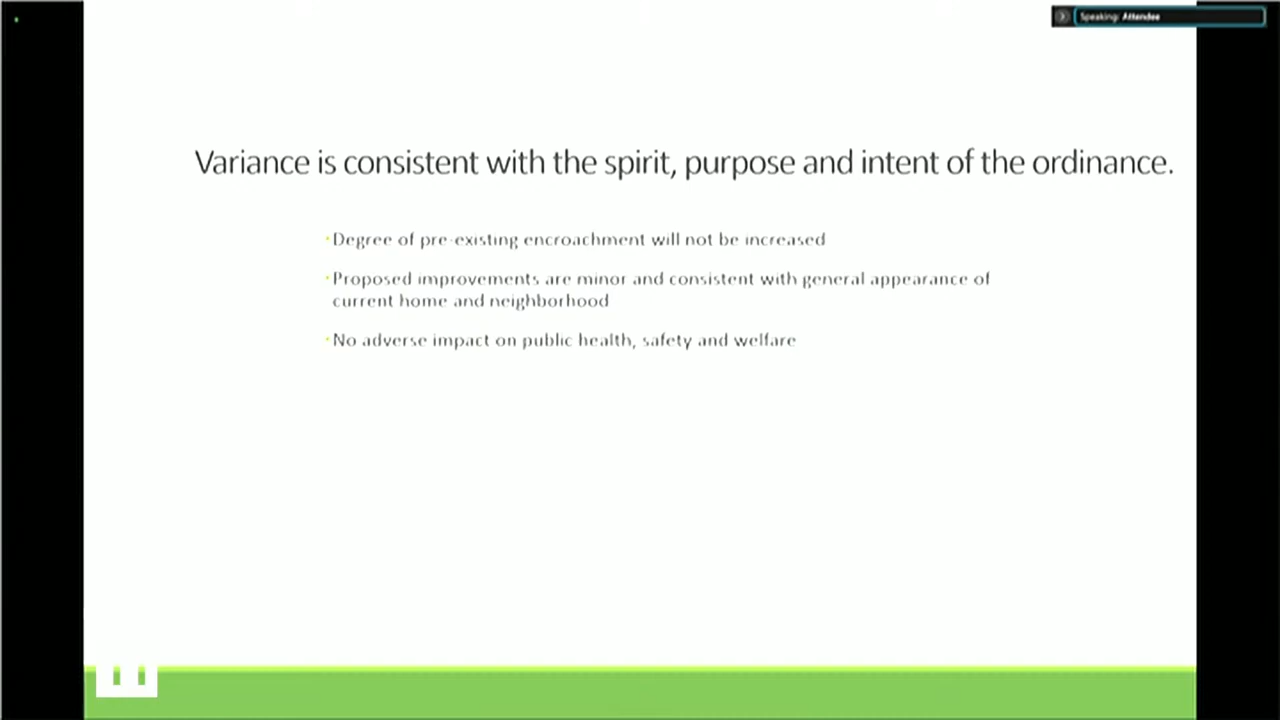 Speaking: Attendee
Variance is consistent with the spirit, purpose and intent of the ordinance.
Degree of pre-existing encroachment will not be increased
Proposed improvements are minor and consistent with general appearance of
current home and neighborhood
No adverse impact on public health, safety and welfare